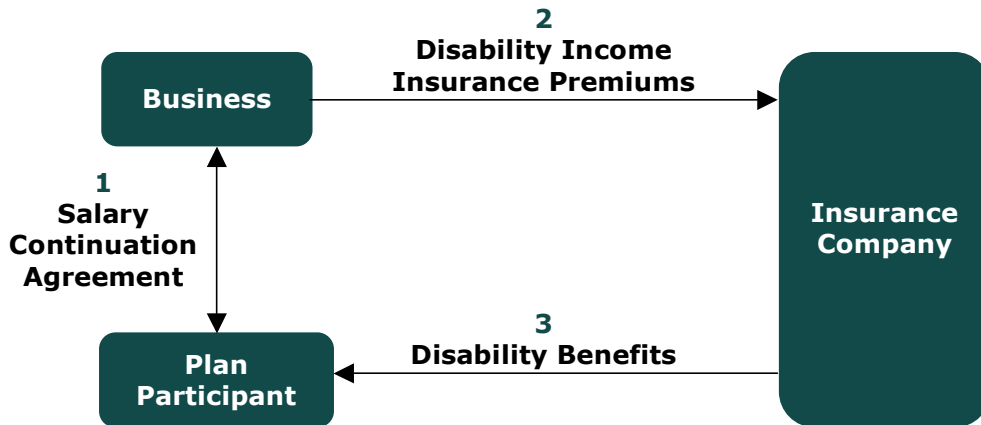 2
Disability Income
Insurance Premiums
Business
1
Salary
Continuation
Agreement
Insurance
Company
3
Disability Benefits
Plan
Participant